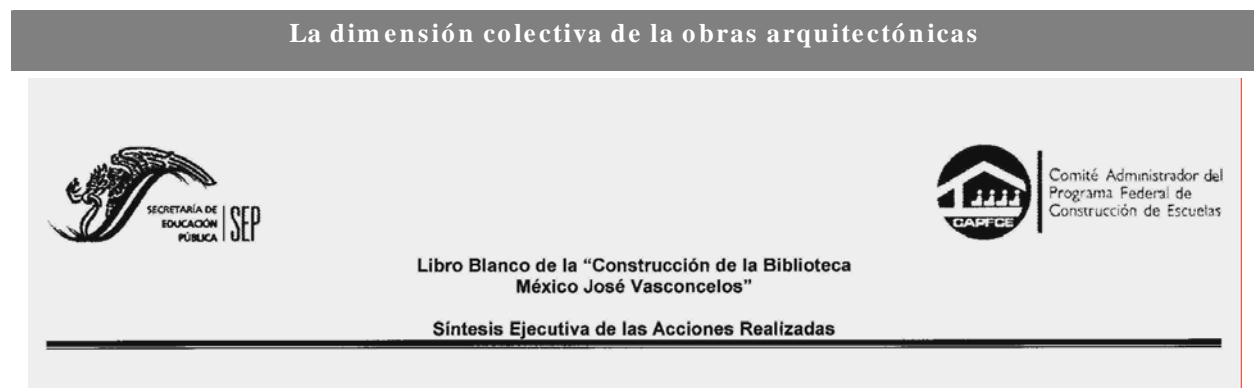 La dimensión colectiva de la obras arquitectónicas
SECRETARÍA DE
EDUCACIÓN
PÚBLICA
SEP
CAPFCE
Comité Administrador del
Programa Federal de
Construcción de Escuelas
Libro Blanco de la “Construcción de la Biblioteca
México José Vasconcelos”
Síntesis Ejecutiva de las Acciones Realizadas